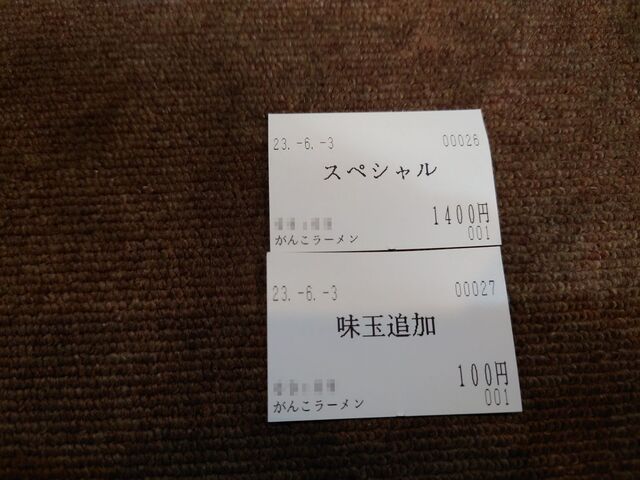 23.-6.-3 00026
スペシャル
1400円
がんこラーメン 001
23.-6.-3 00027
味玉追加
100円
001
がんこラーメン